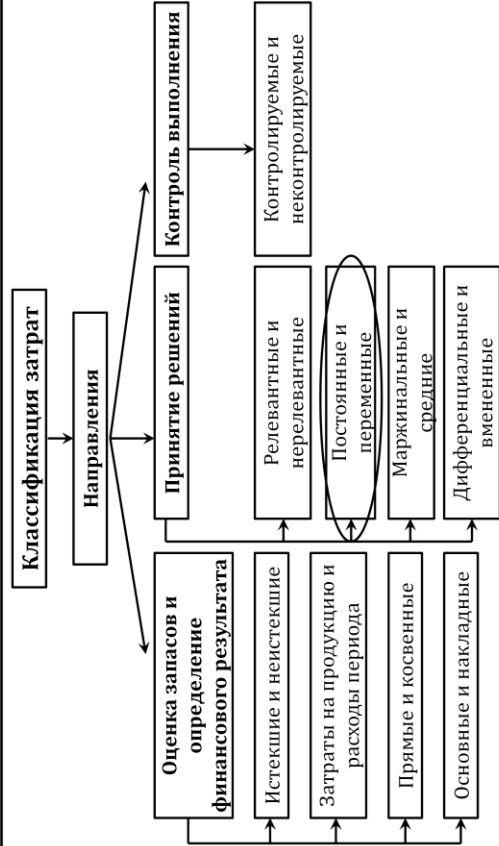 Классификация затрат
Направления
Оценка запасов и
определение
финансового результата
Истекшие и неистекшие
Затраты на продукцию и
расходы периода
Прямые и косвенные
Основные и накладные
Принятие решений
Релевантные и
нерелевантные
Постоянные и
переменные
Маржинальные и
средние
Дифференциальные и
вмененные
Контроль выполнения
Контролируемые и
неконтролируемые